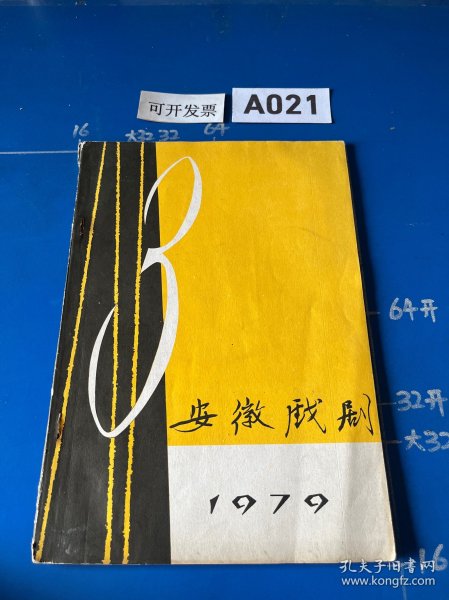 可开发票
A021
16
大32 32
64
3
64开
安徽戏剧
32开
大32
1979
16
孔夫子旧书网
www.kongfz.com